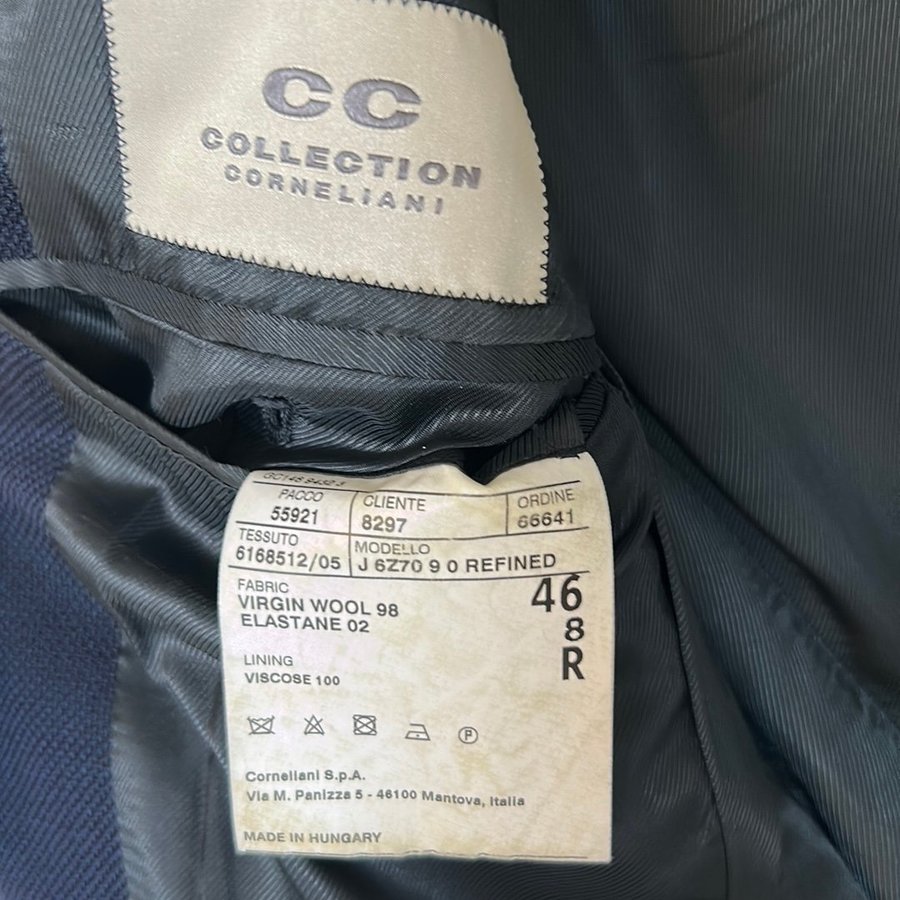 CC
COLLECTION
CORNELIANI
PACCO CLIENTE ORDINE
55921 8297 66641
TESSUTO MODELLO
6168512/05 J 6Z70 9 0 REFINED
FABRIC
VIRGIN WOOL 98
ELASTANE 02
46
8
R
LINING
VISCOSE 100
P
Corneliani S.p.A.
Via M. Panizza 5 - 46100 Mantova, Italia
MADE IN HUNGARY